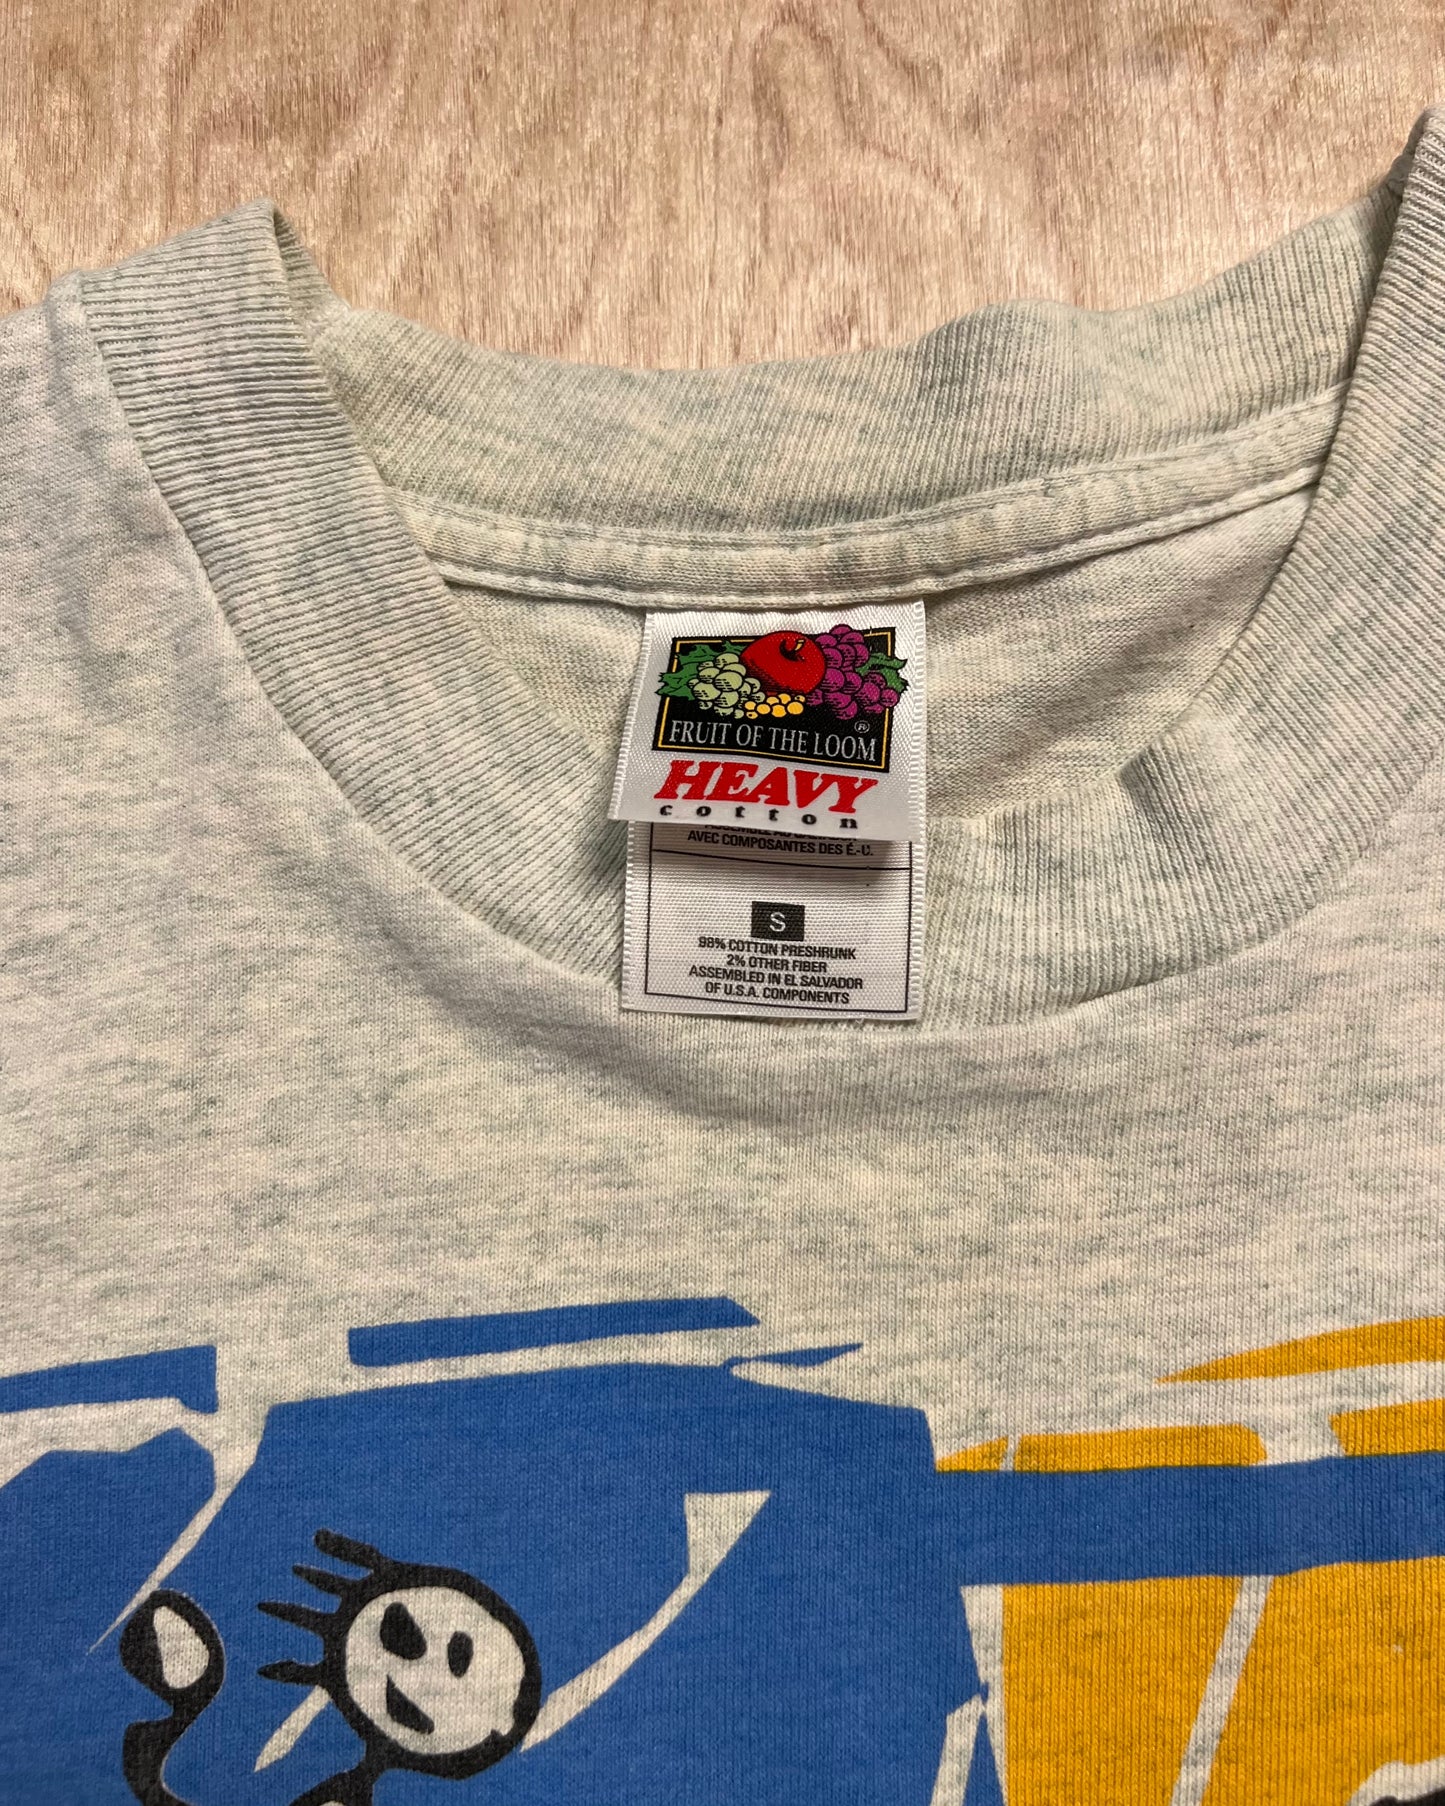 FRUIT OF THE LOOM ®
HEAVY
cotton
AVEC COMPOSANTES DES É.-U.
S
98% COTTON PRESHRUNK
2% OTHER FIBER
ASSEMBLED IN EL SALVADOR
OF U.S.A. COMPONENTS